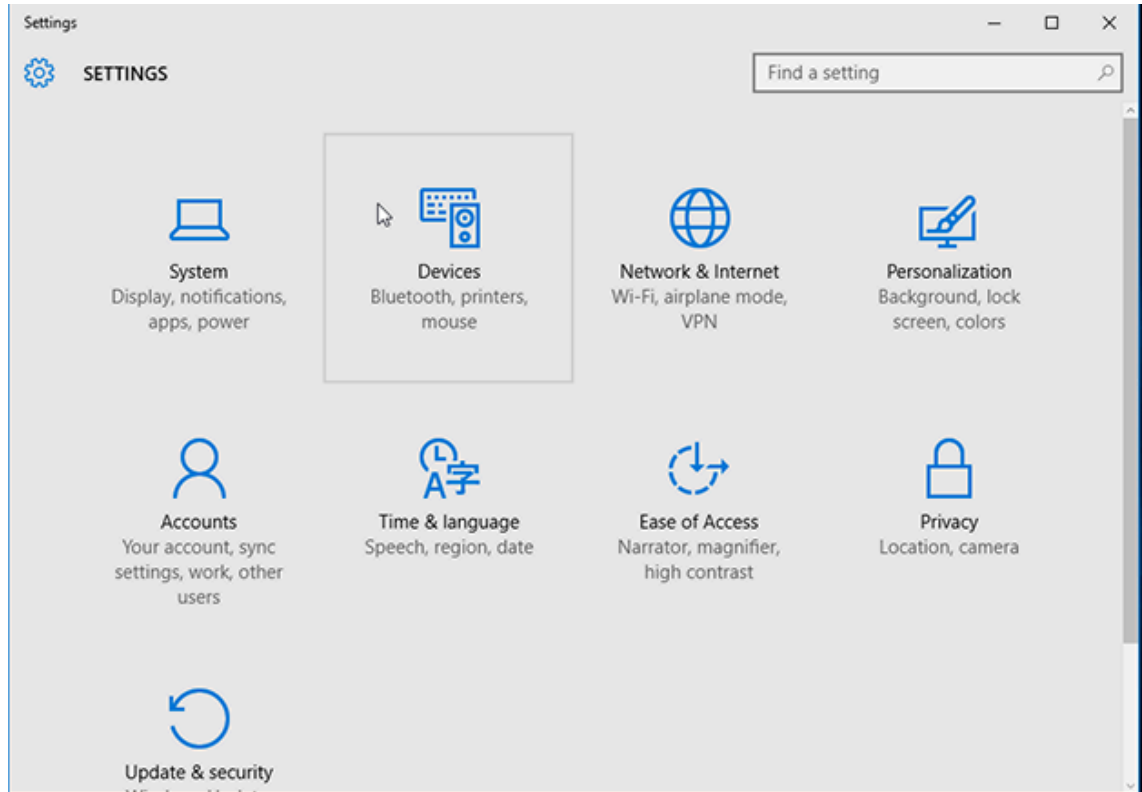 Settings
SETTINGS
Find a setting
System
Display, notifications,
apps, power
Devices
Bluetooth, printers,
mouse
Network & Internet
Wi-Fi, airplane mode,
VPN
Personalization
Background, lock
screen, colors
Accounts
Your account, sync
settings, work, other
users
A字
Time & language
Speech, region, date
Ease of Access
Narrator, magnifier,
high contrast
Privacy
Location, camera
Update & security